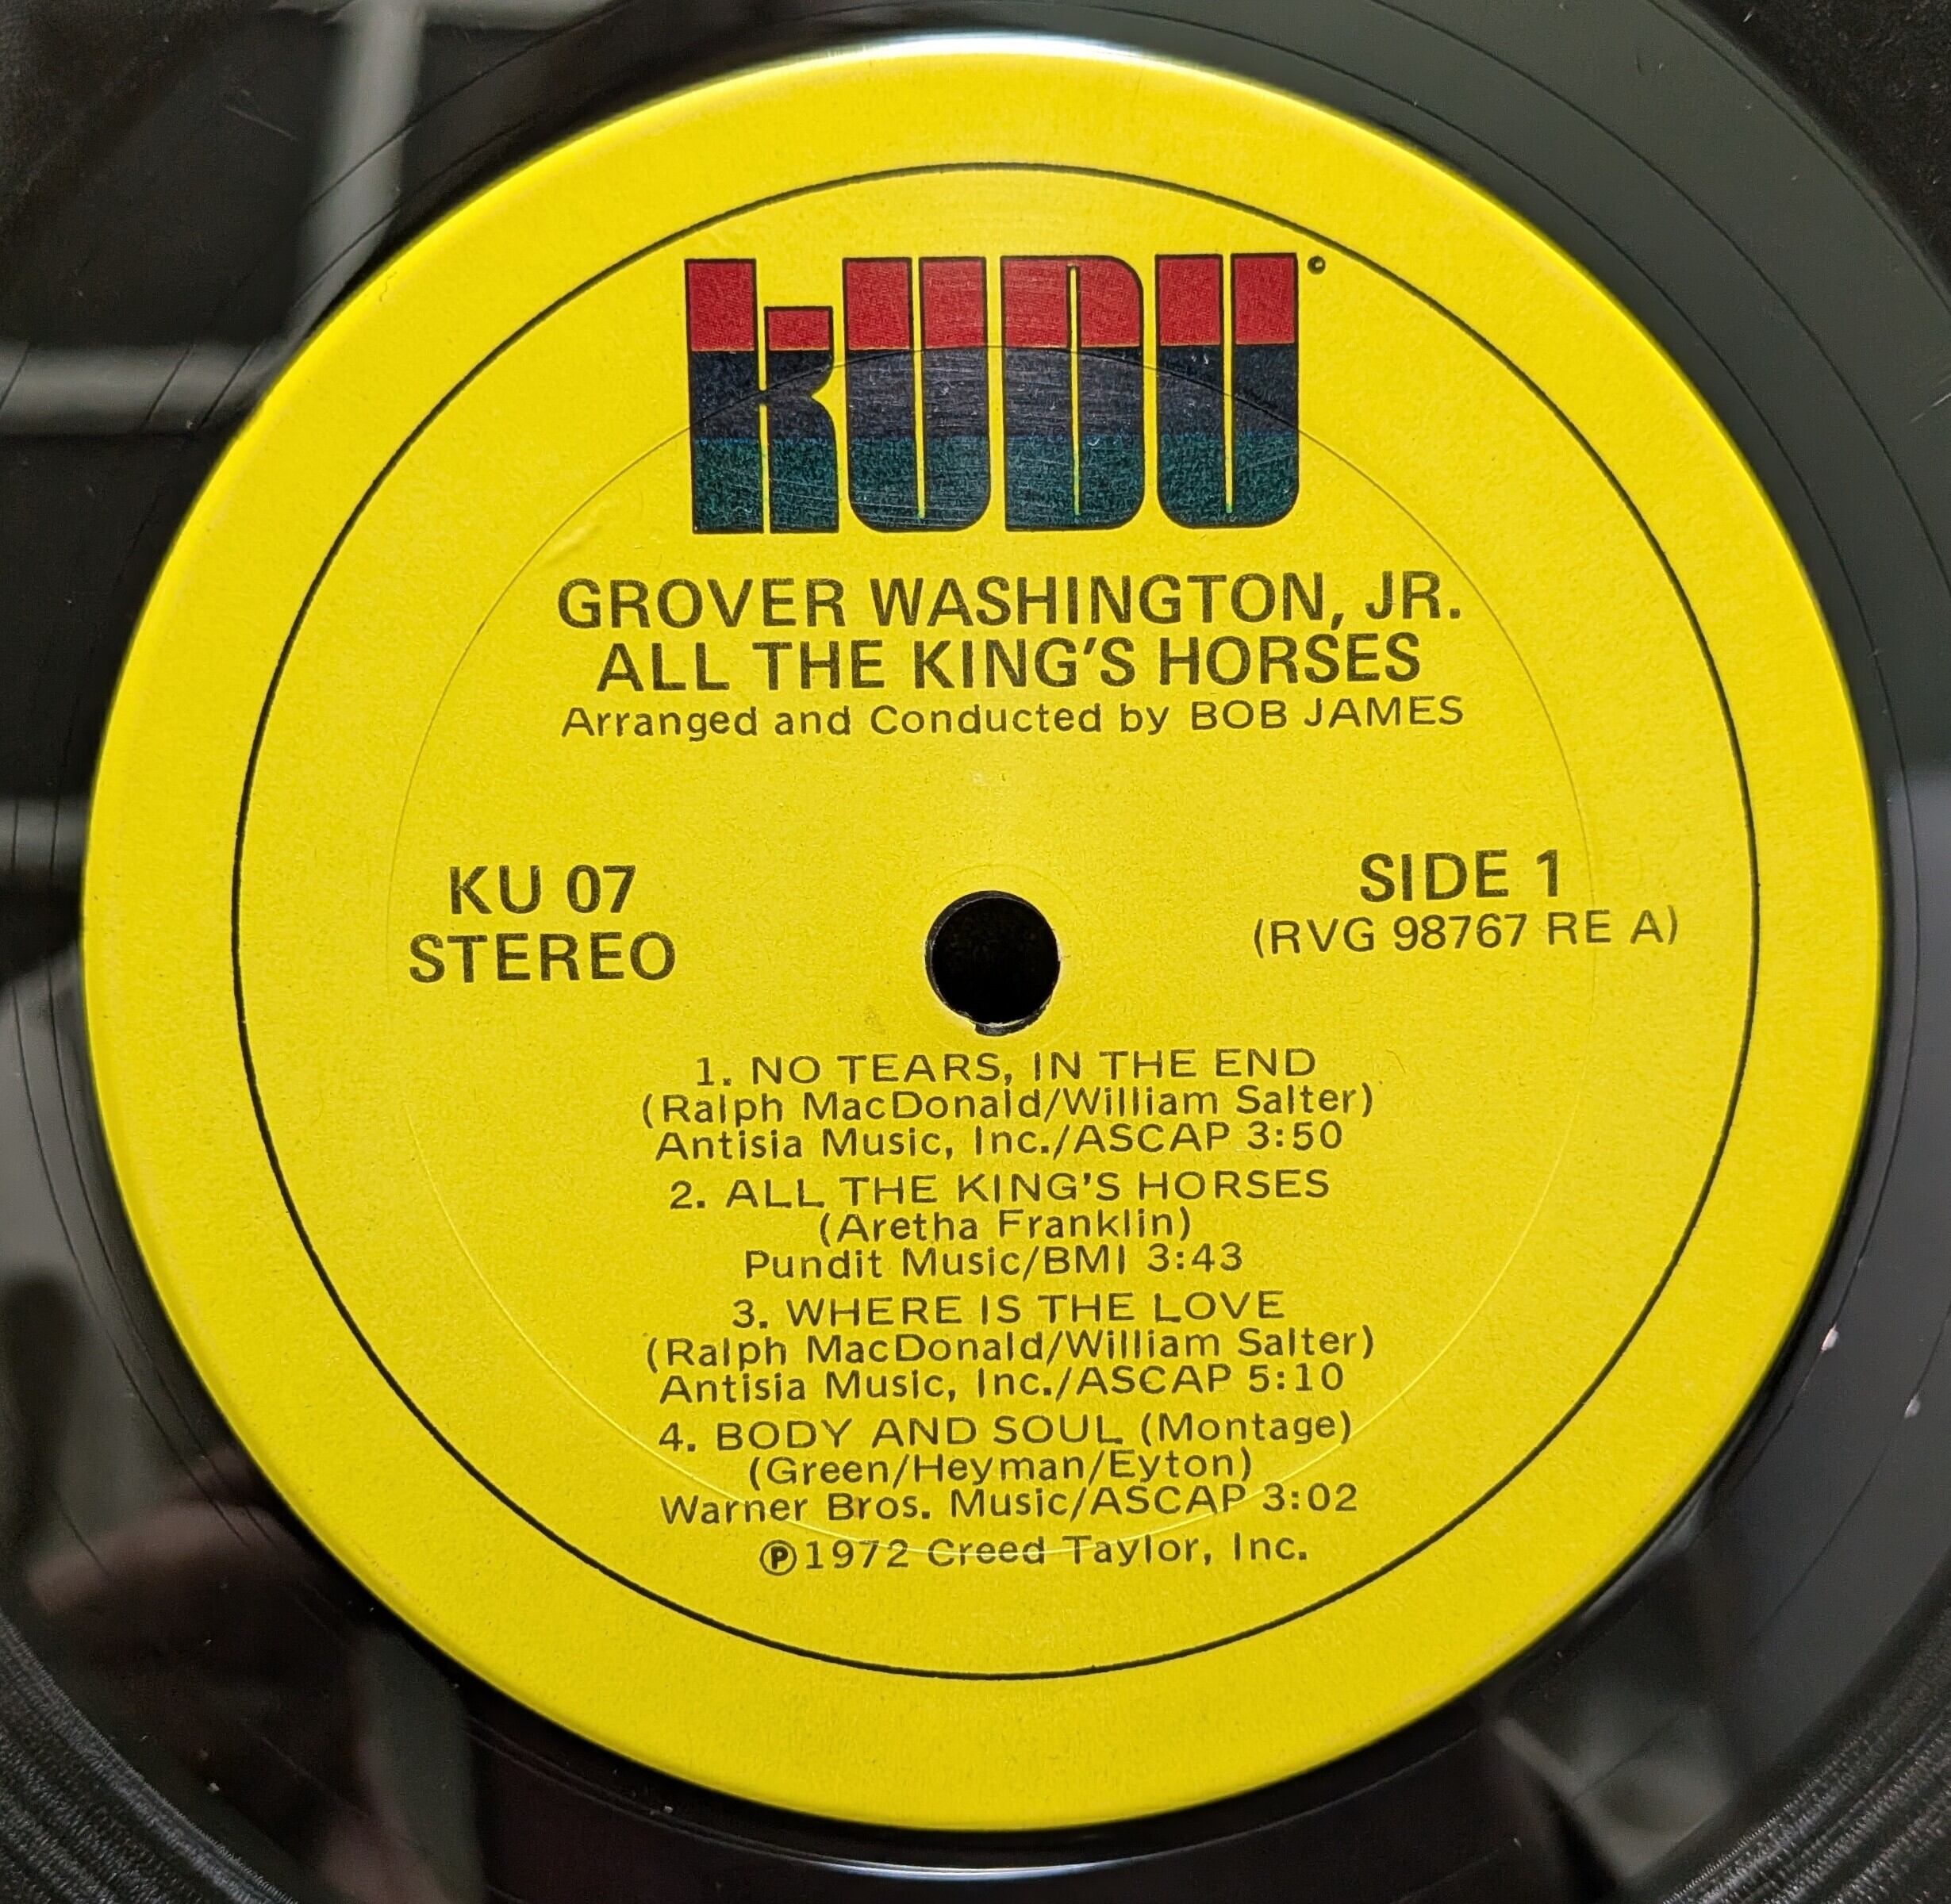 KUDU
GROVER WASHINGTON, JR.
ALL THE KING'S HORSES
Arranged and Conducted by BOB JAMES
KU 07
STEREO
SIDE 1
(RVG 98767 RE A)
1. NO TEARS, IN THE END
(Ralph MacDonald/William Salter)
Antisia Music, Inc./ASCAP 3:50
2. ALL THE KING'S HORSES
(Aretha Franklin)
Pundit Music/BMI 3:43
3. WHERE IS THE LOVE
(Ralph MacDonald/William Salter)
Antisia Music, Inc./ASCAP 5:10
4. BODY AND SOUL (Montage)
(Green/Heyman/Eyton)
Warner Bros. Music/ASCAP 3:02
℗1972 Creed Taylor, Inc.